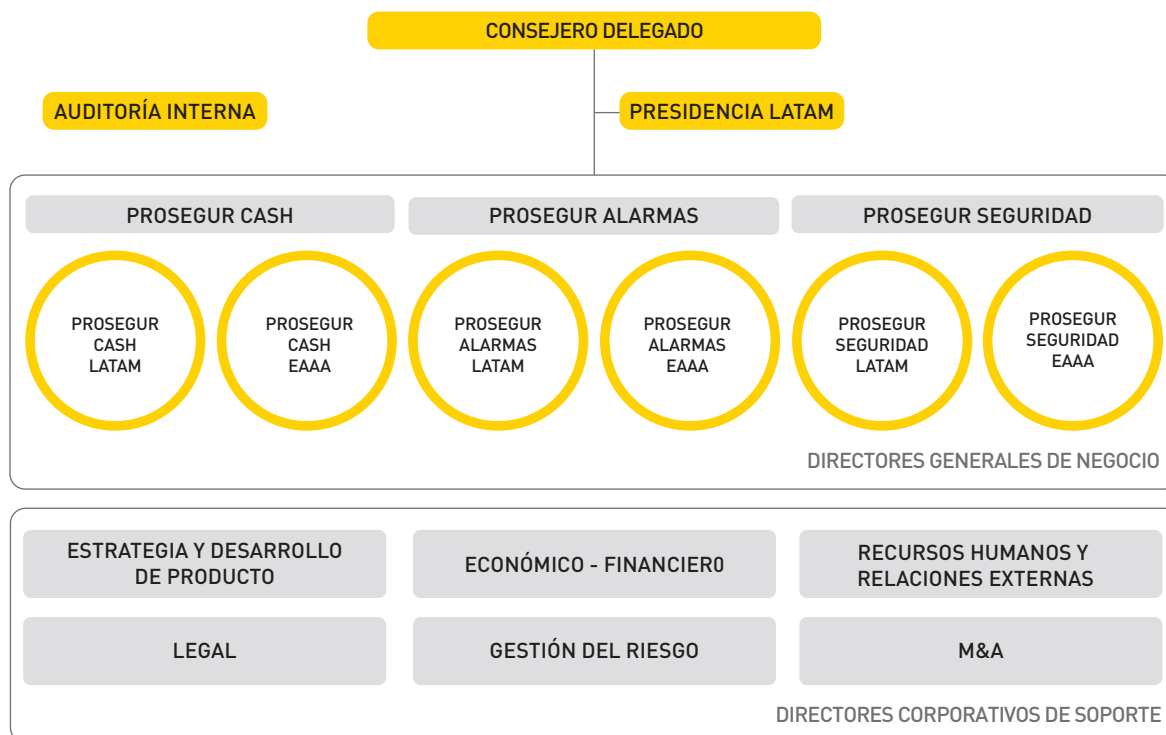 CONSEJERO DELEGADO
AUDITORÍA INTERNA
PRESIDENCIA LATAM
PROSEGUR CASH
PROSEGUR ALARMAS
PROSEGUR SEGURIDAD
PROSEGUR
CASH
LATAM
PROSEGUR
CASH
EAAA
PROSEGUR
ALARMAS
LATAM
PROSEGUR
ALARMAS
EAAA
PROSEGUR
SEGURIDAD
LATAM
PROSEGUR
SEGURIDAD
EAAA
DIRECTORES GENERALES DE NEGOCIO
ESTRATEGIA Y DESARROLLO
DE PRODUCTO
ECONÓMICO - FINANCIER0
RECURSOS HUMANOS Y
RELACIONES EXTERNAS
LEGAL
GESTIÓN DEL RIESGO
M&A
DIRECTORES CORPORATIVOS DE SOPORTE